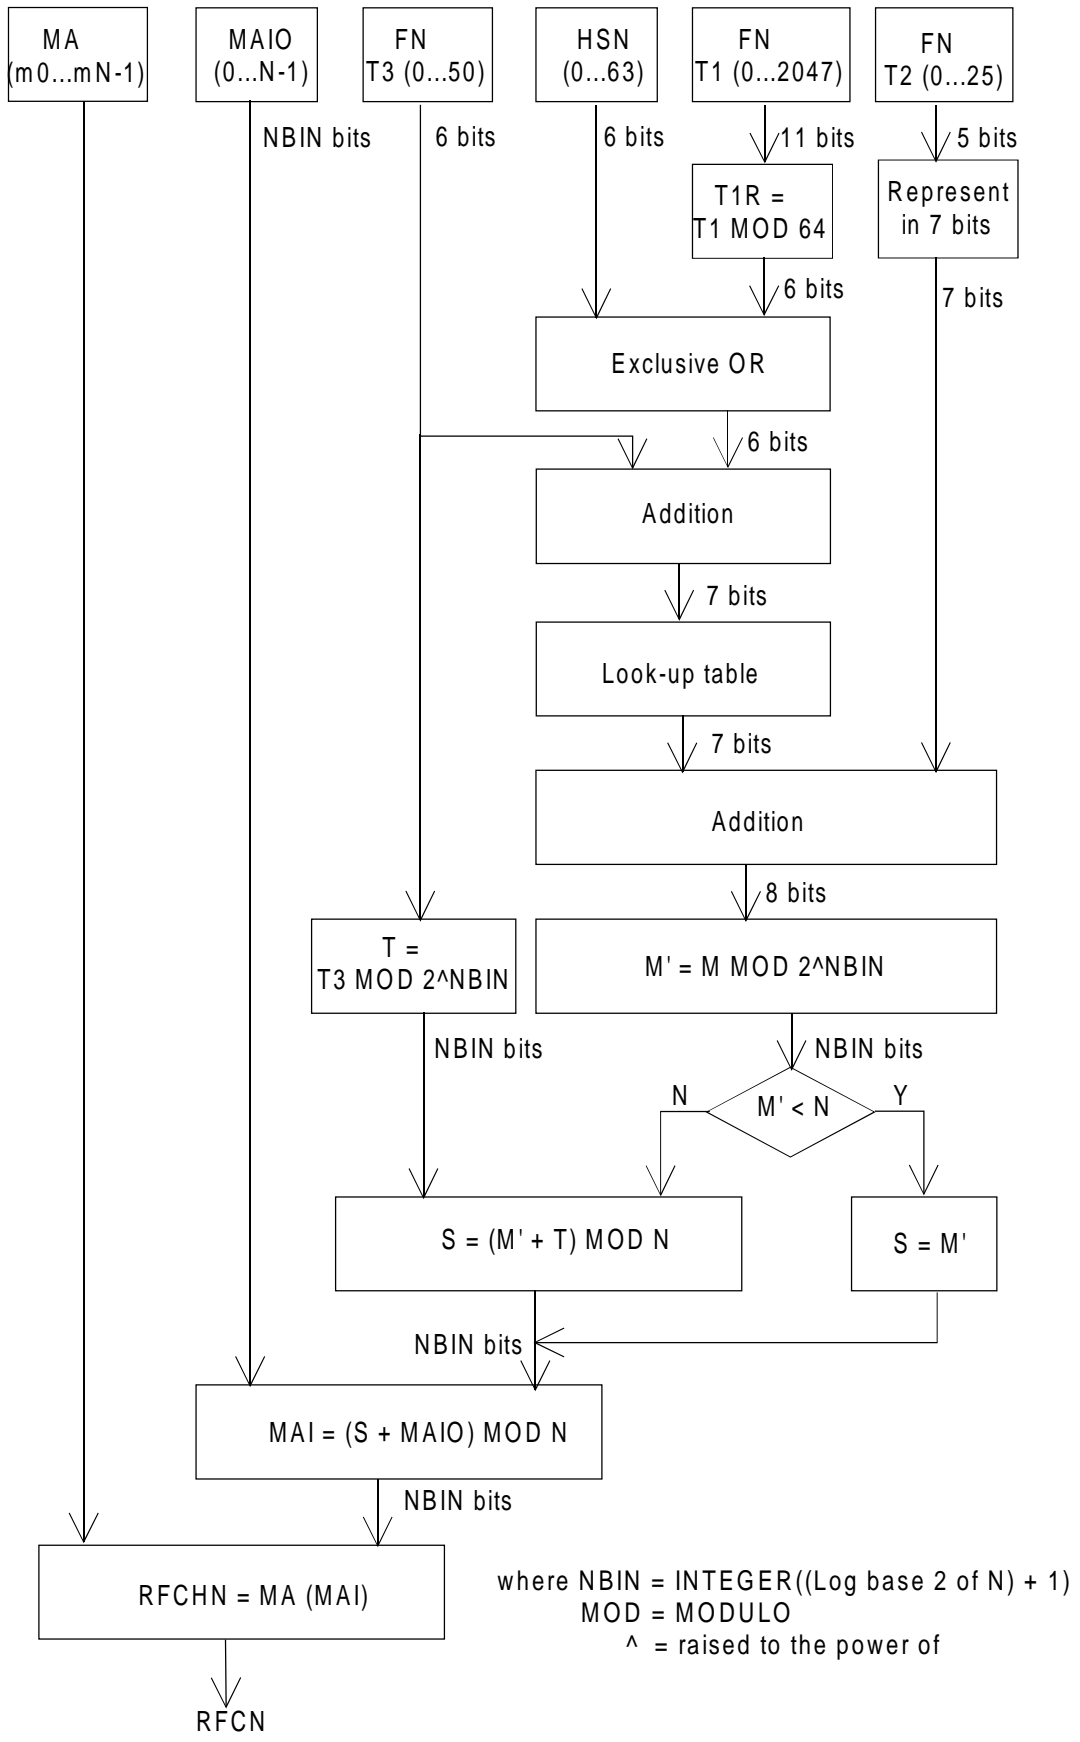 MA
(m0...mN-1)
MAIO
(0...N-1)
FN
T3 (0...50)
HSN
(0...63)
FN
T1 (0...2047)
FN
T2 (0...25)
NBIN bits
6 bits
6 bits
11 bits
5 bits
T1R =
T1 MOD 64
Represent
in 7 bits
6 bits
7 bits
Exclusive OR
6 bits
Addition
7 bits
Look-up table
7 bits
Addition
8 bits
T =
T3 MOD 2^NBIN
M' = M MOD 2^NBIN
NBIN bits
NBIN bits
N
M' < N
Y
S = (M' + T) MOD N
S = M'
NBIN bits
MAI = (S + MAIO) MOD N
NBIN bits
RFCHN = MA (MAI)
where NBIN = INTEGER((Log base 2 of N) + 1)
MOD = MODULO
^ = raised to the power of
RFCN